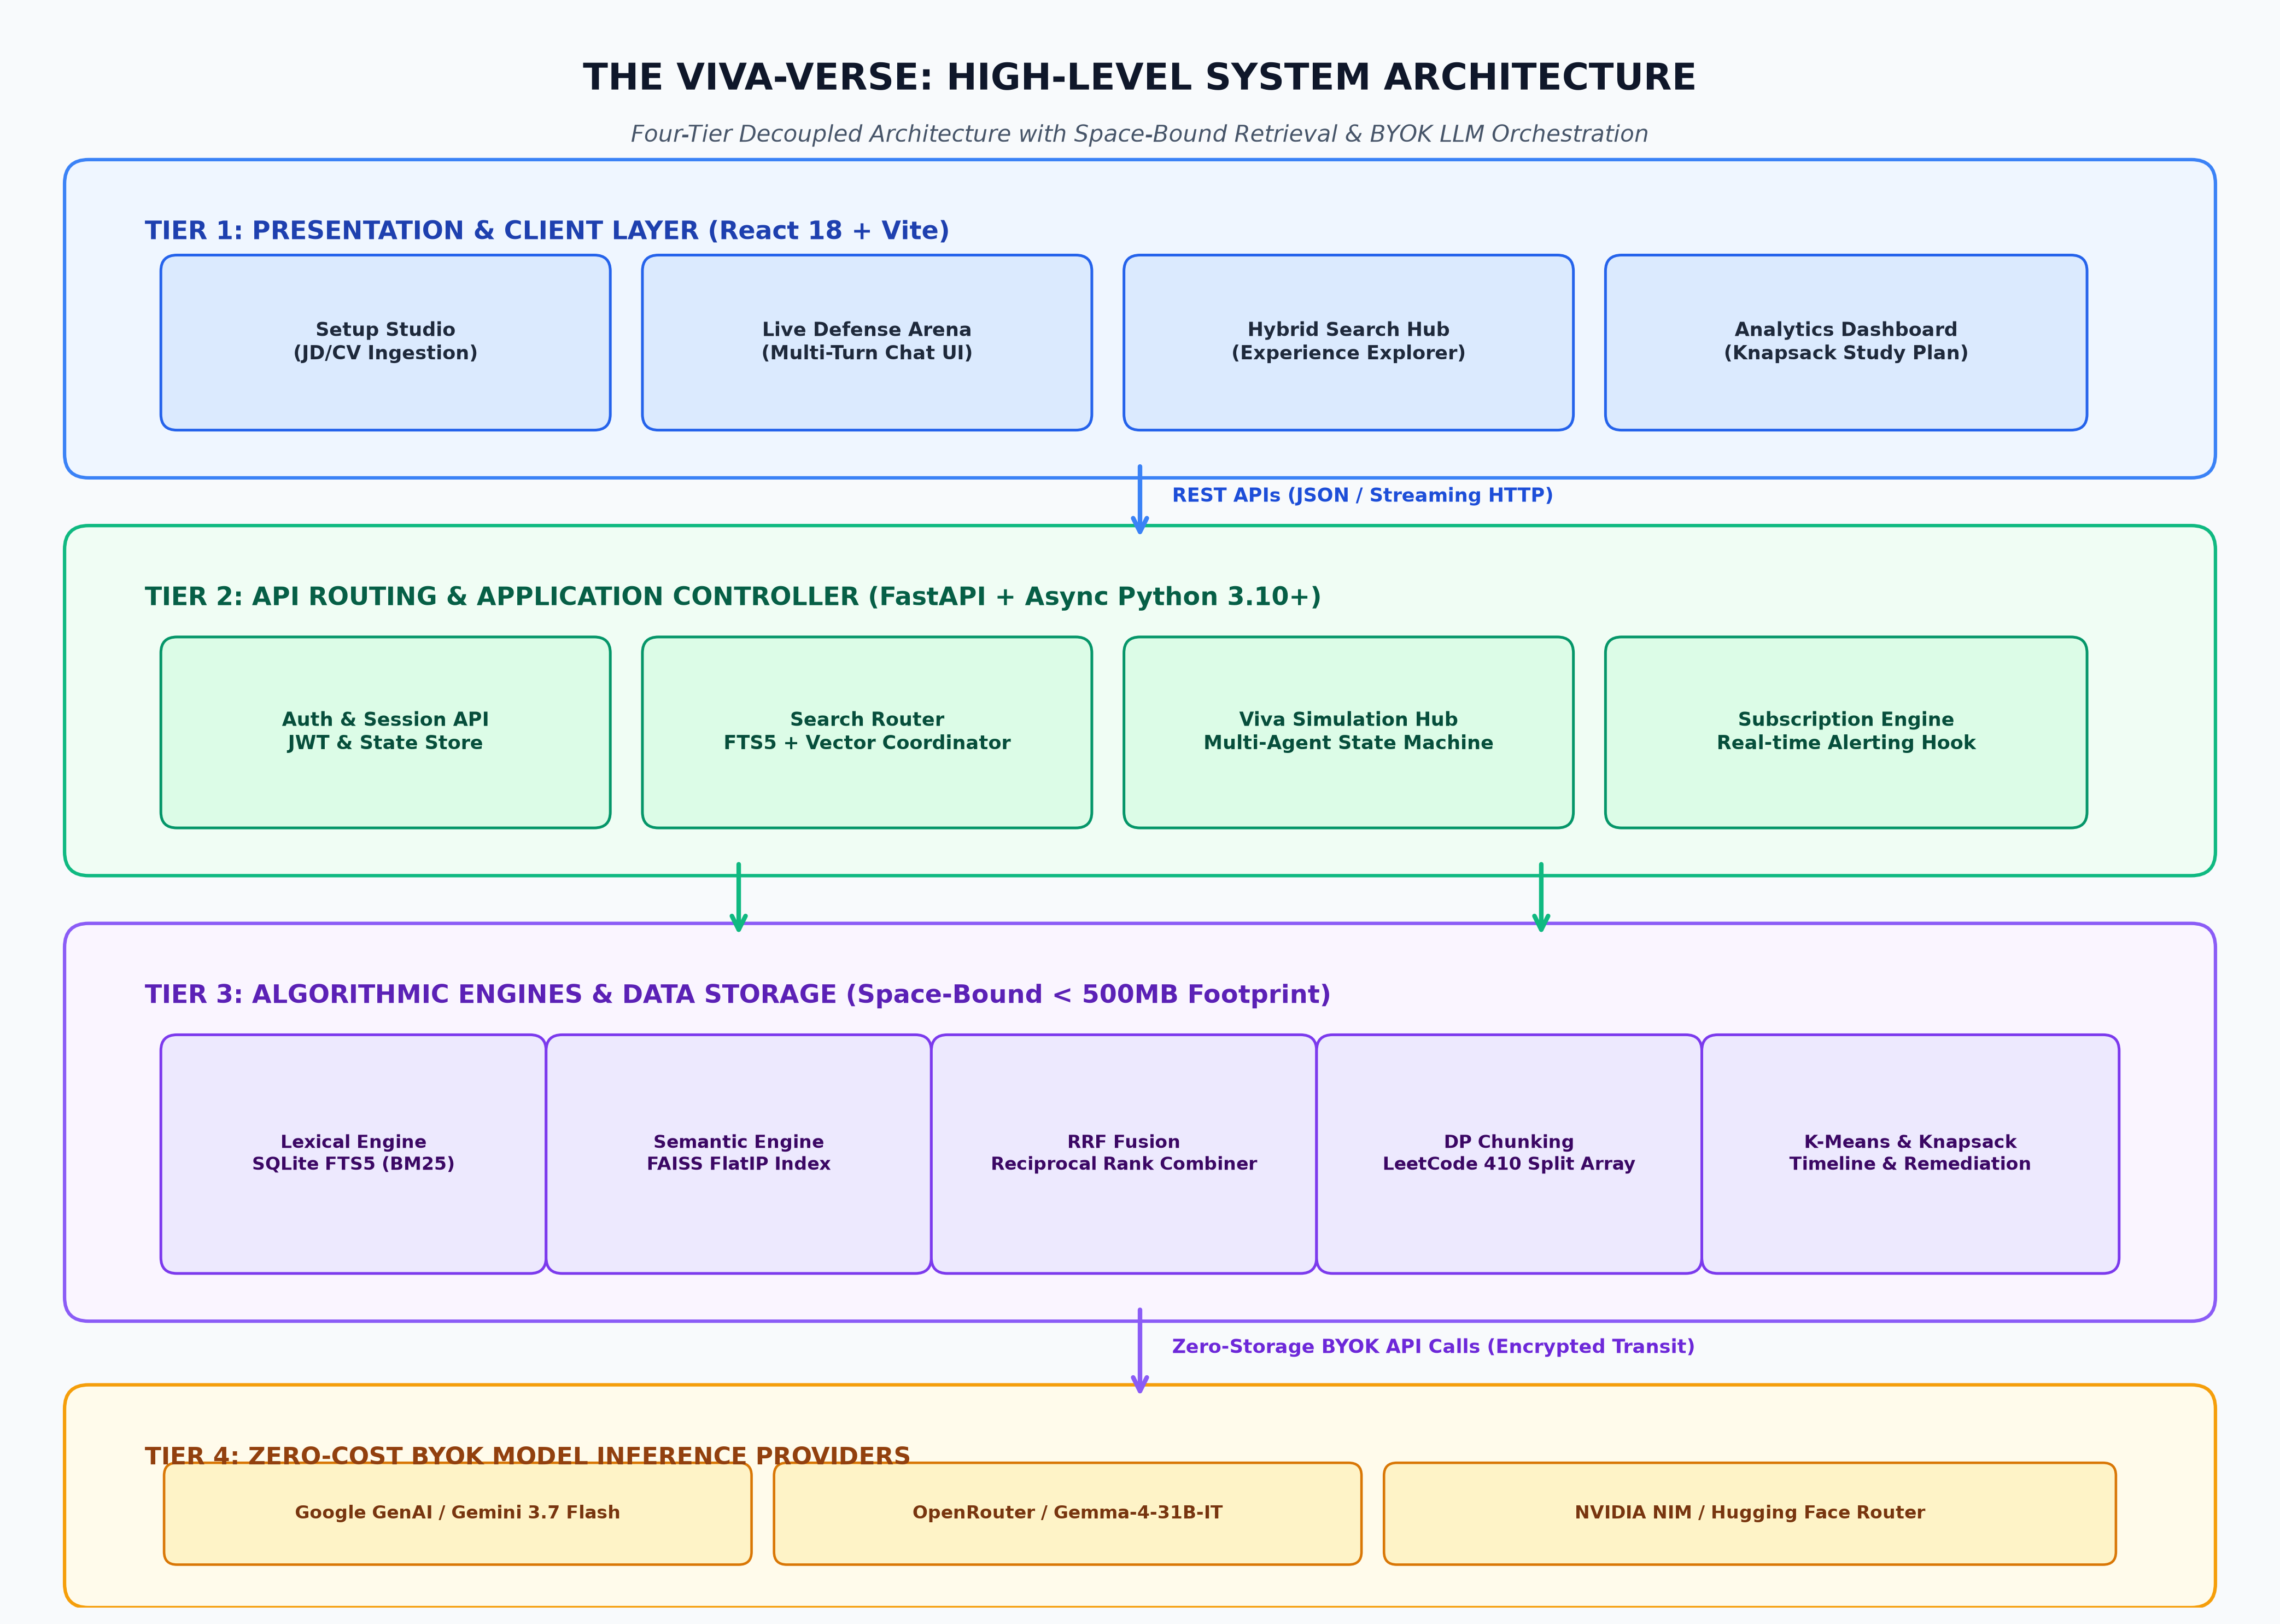 THE VIVA-VERSE: HIGH-LEVEL SYSTEM ARCHITECTURE
Four-Tier Decoupled Architecture with Space-Bound Retrieval & BYOK LLM Orchestration
TIER 1: PRESENTATION & CLIENT LAYER (React 18 + Vite)
Setup Studio
(JD/CV Ingestion)
Live Defense Arena
(Multi-Turn Chat UI)
Hybrid Search Hub
(Experience Explorer)
Analytics Dashboard
(Knapsack Study Plan)
REST APIs (JSON / Streaming HTTP)
TIER 2: API ROUTING & APPLICATION CONTROLLER (FastAPI + Async Python 3.10+)
Auth & Session API
JWT & State Store
Search Router
FTS5 + Vector Coordinator
Viva Simulation Hub
Multi-Agent State Machine
Subscription Engine
Real-time Alerting Hook
TIER 3: ALGORITHMIC ENGINES & DATA STORAGE (Space-Bound < 500MB Footprint)
Lexical Engine
SQLite FTS5 (BM25)
Semantic Engine
FAISS FlatIP Index
RRF Fusion
Reciprocal Rank Combiner
DP Chunking
LeetCode 410 Split Array
K-Means & Knapsack
Timeline & Remediation
Zero-Storage BYOK API Calls (Encrypted Transit)
TIER 4: ZERO-COST BYOK MODEL INFERENCE PROVIDERS
Google GenAI / Gemini 3.7 Flash
OpenRouter / Gemma-4-31B-IT
NVIDIA NIM / Hugging Face Router